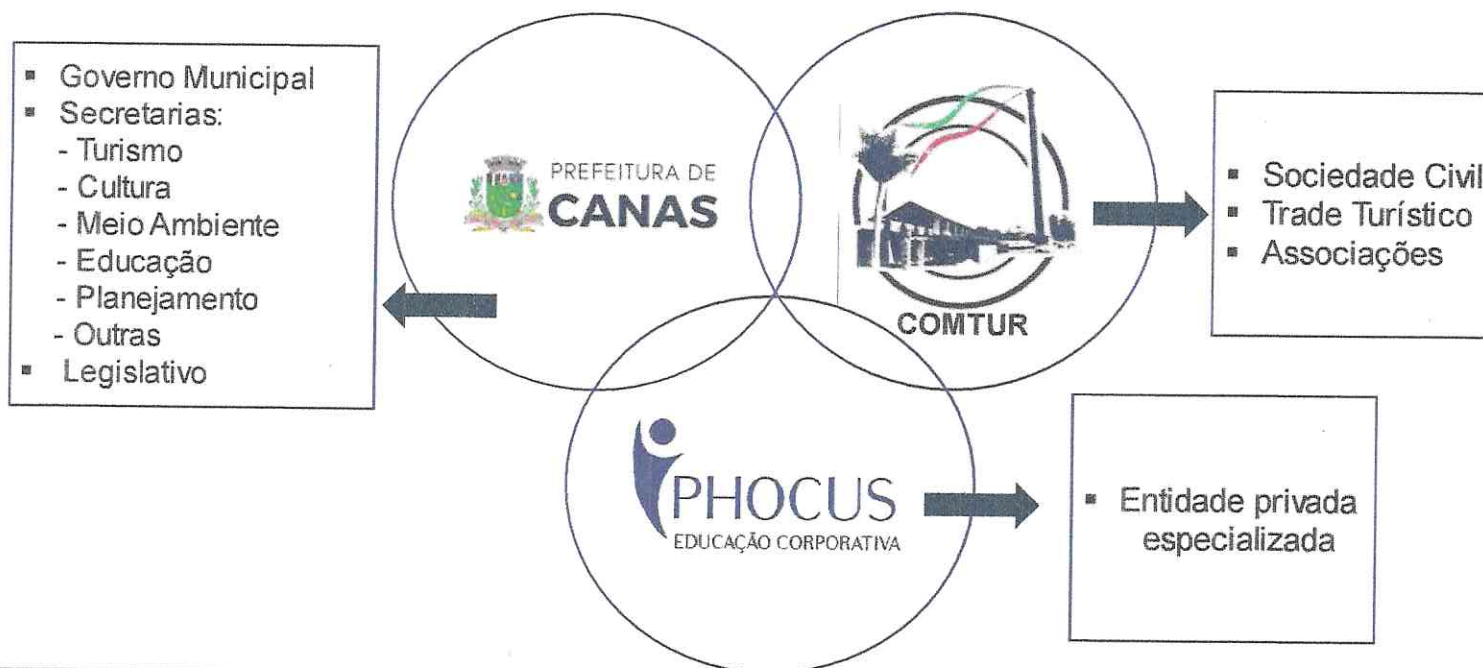 ▪ Governo Municipal
▪ Secretarias:
- Turismo
- Cultura
- Meio Ambiente
- Educação
- Planejamento
- Outras
▪ Legislativo
PREFEITURA DE
CANAS
COMTUR
▪ Sociedade Civil
▪ Trade Turístico
▪ Associações
PHOCUS
EDUCAÇÃO CORPORATIVA
▪ Entidade privada
especializada